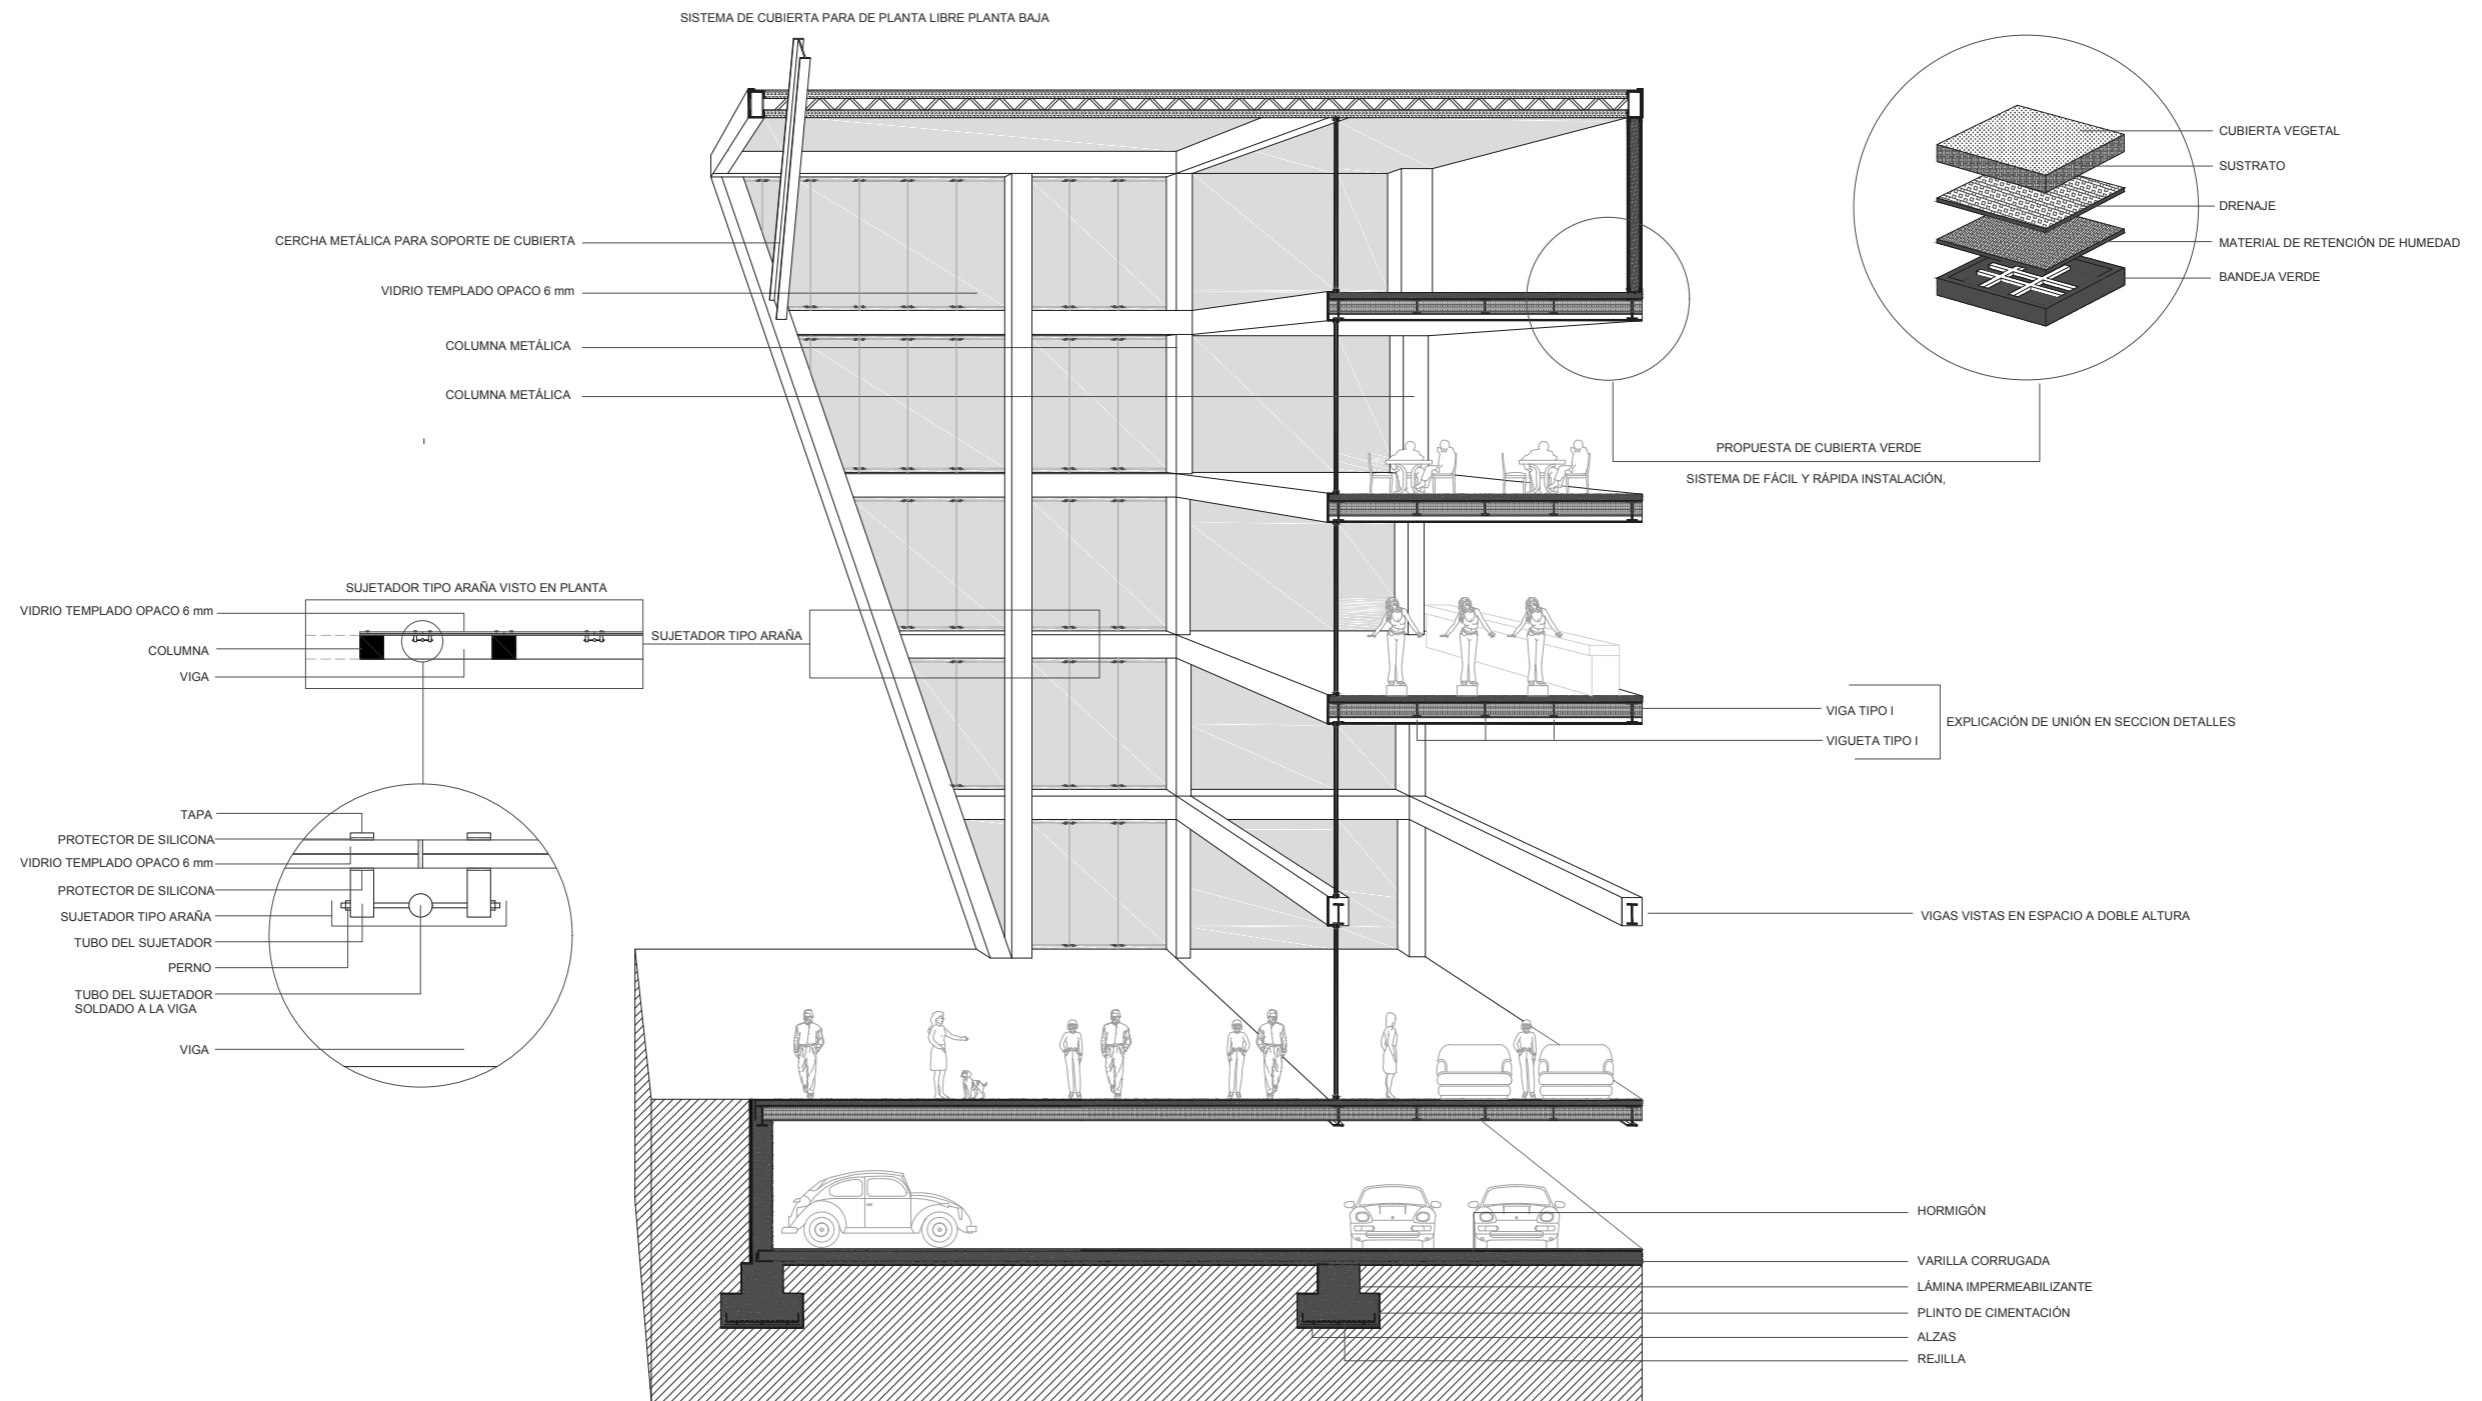 SISTEMA DE CUBIERTA PARA DE PLANTA LIBRE PLANTA BAJA
CERCHA METÁLICA PARA SOPORTE DE CUBIERTA
VIDRIO TEMPLADO OPACO 6 mm
COLUMNA METÁLICA
COLUMNA METÁLICA
CUBIERTA VEGETAL
SUSTRATO
DRENAJE
MATERIAL DE RETENCIÓN DE HUMEDAD
BANDEJA VERDE
PROPUESTA DE CUBIERTA VERDE
SISTEMA DE FÁCIL Y RÁPIDA INSTALACIÓN,
SUJETADOR TIPO ARAÑA VISTO EN PLANTA
VIDRIO TEMPLADO OPACO 6 mm
COLUMNA
VIGA
SUJETADOR TIPO ARAÑA
VIGA TIPO I
VIGUETA TIPO I
EXPLICACIÓN DE UNIÓN EN SECCION DETALLES
TAPA
PROTECTOR DE SILICONA
VIDRIO TEMPLADO OPACO 6 mm
PROTECTOR DE SILICONA
SUJETADOR TIPO ARAÑA
TUBO DEL SUJETADOR
PERNO
TUBO DEL SUJETADOR
SOLDADO A LA VIGA
VIGA
VIGAS VISTAS EN ESPACIO A DOBLE ALTURA
HORMIGÓN
VARILLA CORRUGADA
LÁMINA IMPERMEABILIZANTE
PLINTO DE CIMENTACIÓN
ALZAS
REJILLA